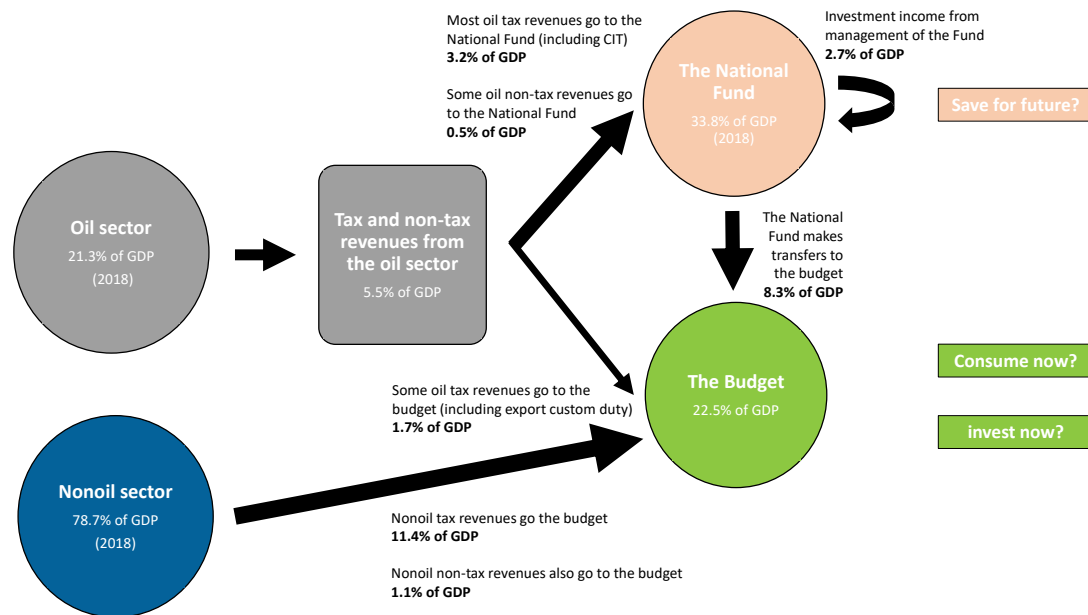 Most oil tax revenues go to the
National Fund (including CIT)
3.2% of GDP
Some oil non-tax revenues go
to the National Fund
0.5% of GDP
The National
Fund
33.8% of GDP
(2018)
Investment income from
management of the Fund
2.7% of GDP
Save for future?
Oil sector
21.3% of GDP
(2018)
Tax and non-tax
revenues from
the oil sector
5.5% of GDP
The National
Fund makes
transfers to
the budget
8.3% of GDP
Some oil tax revenues go to the
budget (including export custom duty)
1.7% of GDP
The Budget
22.5% of GDP
Consume now?
invest now?
Nonoil sector
78.7% of GDP
(2018)
Nonoil tax revenues go the budget
11.4% of GDP
Nonoil non-tax revenues also go to the budget
1.1% of GDP